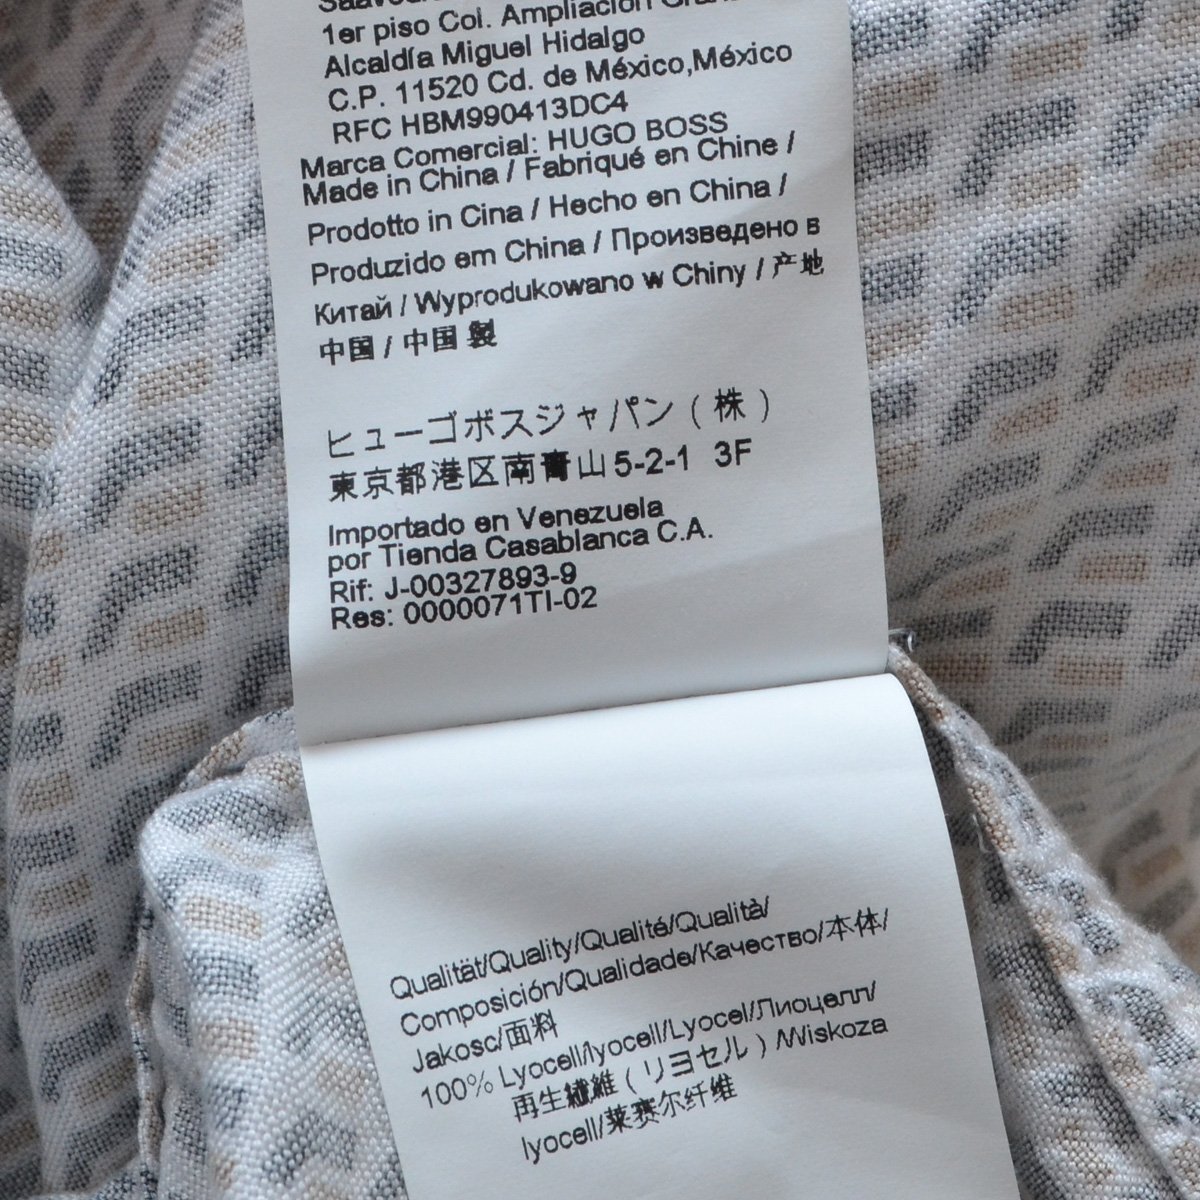 1er piso Col. Ampliación
Alcaldía Miguel Hidalgo
C.P. 11520 Cd. de México,México
RFC HBM990413DC4
Marca Comercial: HUGO BOSS
Made in China / Fabriqué en Chine /
Prodotto in Cina / Hecho en China /
Produzido em China / Произведено в
Китай / Wyprodukowano w Chiny / 产地
中国 / 中国 製
ヒューゴボスジャパン ( 株 )
東京都港区南青山5-2-1 3F
Importado en Venezuela
por Tienda Casablanca C.A.
Rif: J-00327893-9
Res: 0000071TI-02
Qualität/Quality/Qualité/Qualità/
Composición/Qualidade/Качество/本体/
Jakosc/面料
100% Lyocell/lyocell/Lyocel/Лиоцелл/
再生繊維 ( リヨセル ) /Wiskoza
lyocell/莱赛尔纤维